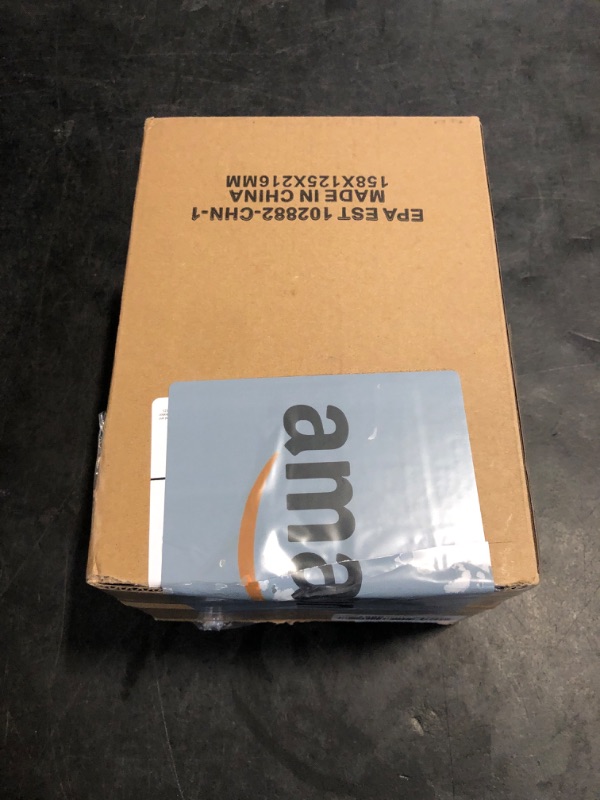 EPA EST 102882-CHN-1
MADE IN CHINA
158X125X216MM
ama